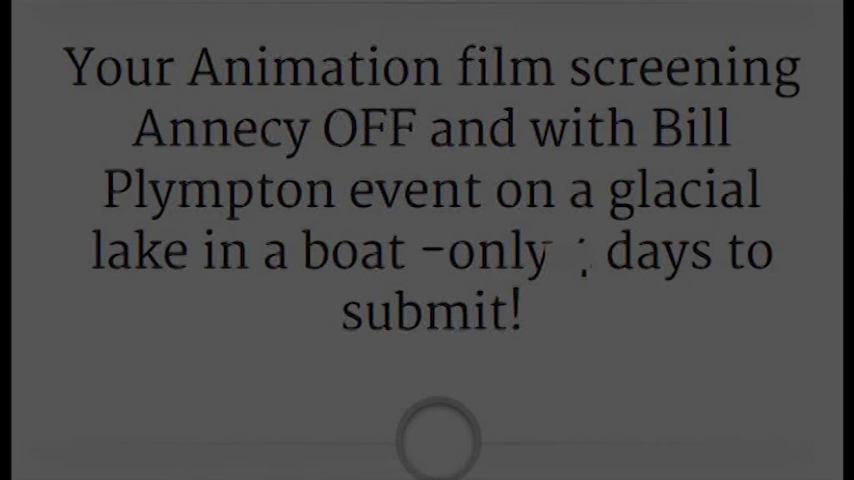 Your Animation film screening
Annecy OFF and with Bill
Plympton event on a glacial
lake in a boat -only days to
submit!